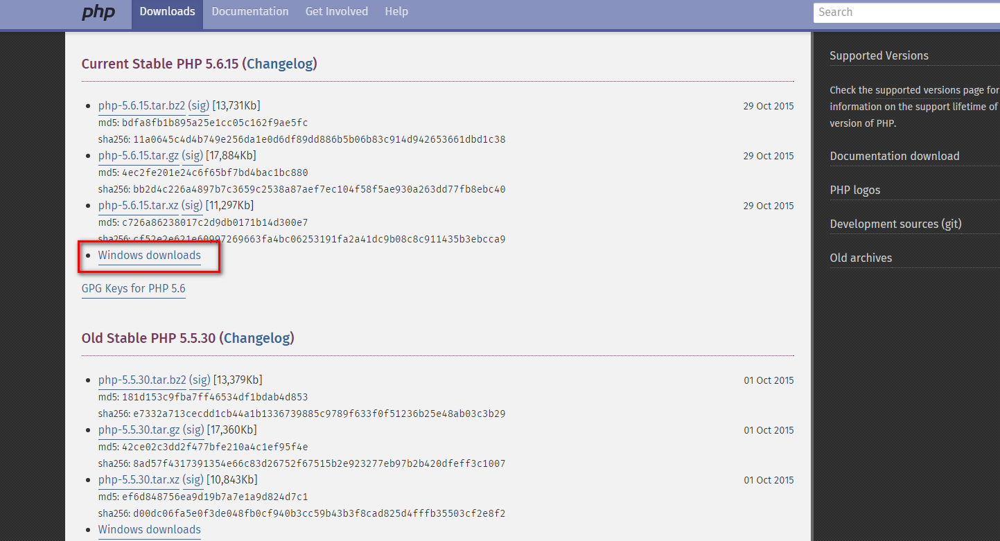 php Downloads Documentation Get Involved Help Search
Current Stable PHP 5.6.15 (Changelog)
php-5.6.15.tar.bz2 (sig) [13,731Kb] 29 Oct 2015
md5: bdfa8fb1b895a25e1cc05c162f9ae5fc
sha256: 11a0645c4d4b749e256da1e0d6df89dd886b5b06b83c914d942653661dbd1c38
php-5.6.15.tar.gz (sig) [17,884Kb] 29 Oct 2015
md5: 4ec2fe201e24c6f65bf7bd4bac1bc880
sha256: bb2d4c226a4897b7c3659c2538a87aef7ec104f58f5ae930a263dd77fb8ebc40
php-5.6.15.tar.xz (sig) [11,297Kb] 29 Oct 2015
md5: c726a86238017c2d9db0171b14d300e7
sha256: cf52e2e621e60997269663fa4bc06253191fa2a41dc9b08c8c911435b3ebcca9
Windows downloads
GPG Keys for PHP 5.6
Old Stable PHP 5.5.30 (Changelog)
php-5.5.30.tar.bz2 (sig) [13,379Kb] 01 Oct 2015
md5: 181d153c9fba7ff46534df1bdab4d853
sha256: e7332a713cecdd1cb44a1b1336739885c9789f633f0f51236b25e48ab03c3b29
php-5.5.30.tar.gz (sig) [17,360Kb] 01 Oct 2015
md5: 42ce02c3dd2f477bfe210a4c1ef95f4e
sha256: 8ad57f4317391354e66c83d26752f67515b2e923277eb97b2b420dfeff3c1007
php-5.5.30.tar.xz (sig) [10,843Kb] 01 Oct 2015
md5: ef6d848756ea9d19b7a7e1a9d824d7c1
sha256: d00dc06fa5e0f3de048fb0cf940b3cc59b43b3f8cad825d4fffb35503cf2e8f2
Windows downloads
Supported Versions
Check the supported versions page for
information on the support lifetime of
version of PHP.
Documentation download
PHP logos
Development sources (git)
Old archives